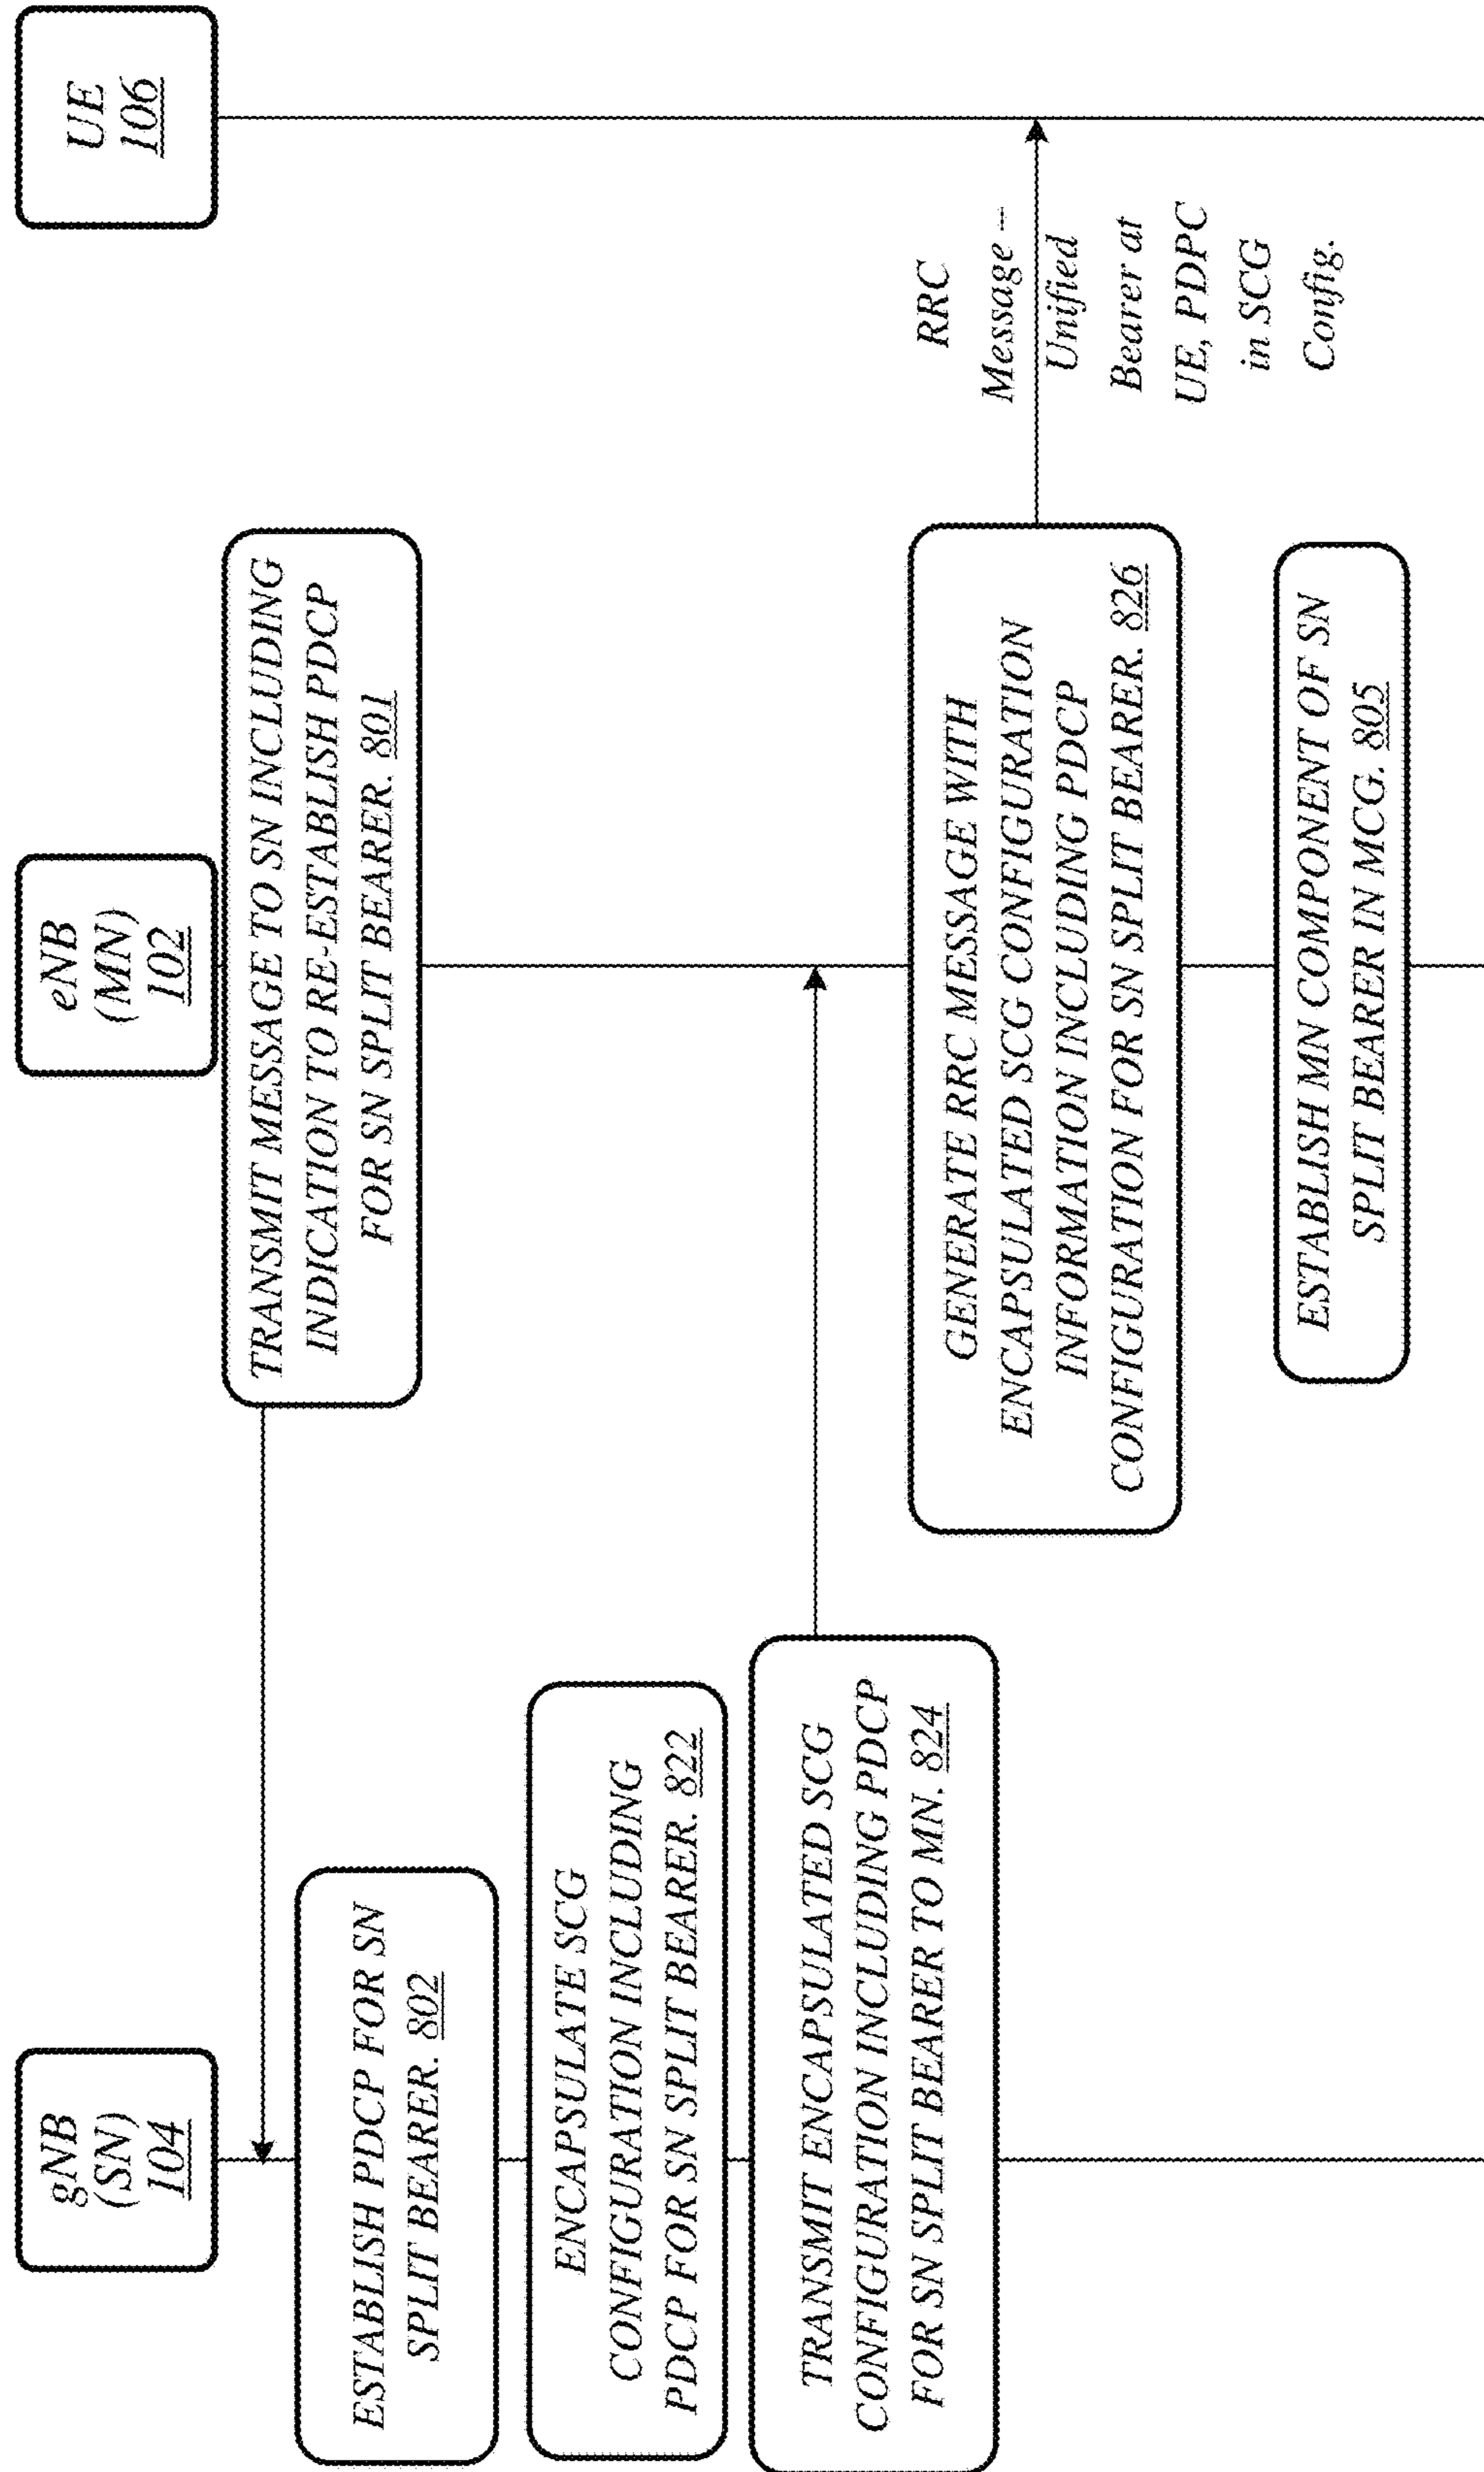 gNB
(SN)
104
eNB
(MN)
102
UE
106
TRANSMIT MESSAGE TO SN INCLUDING
INDICATION TO RE-ESTABLISH PDCP
FOR SN SPLIT BEARER. 801
ESTABLISH PDCP FOR SN
SPLIT BEARER. 802
ENCAPSULATE SCG
CONFIGURATION INCLUDING
PDCP FOR SN SPLIT BEARER. 822
TRANSMIT ENCAPSULATED SCG
CONFIGURATION INCLUDING PDCP
FOR SN SPLIT BEARER TO MN. 824
GENERATE RRC MESSAGE WITH
ENCAPSULATED SCG CONFIGURATION
INFORMATION INCLUDING PDCP
CONFIGURATION FOR SN SPLIT BEARER. 826
RRC
Message –
Unified
Bearer at
UE, PDPC
in SCG
Config.
ESTABLISH MN COMPONENT OF SN
SPLIT BEARER IN MCG. 805